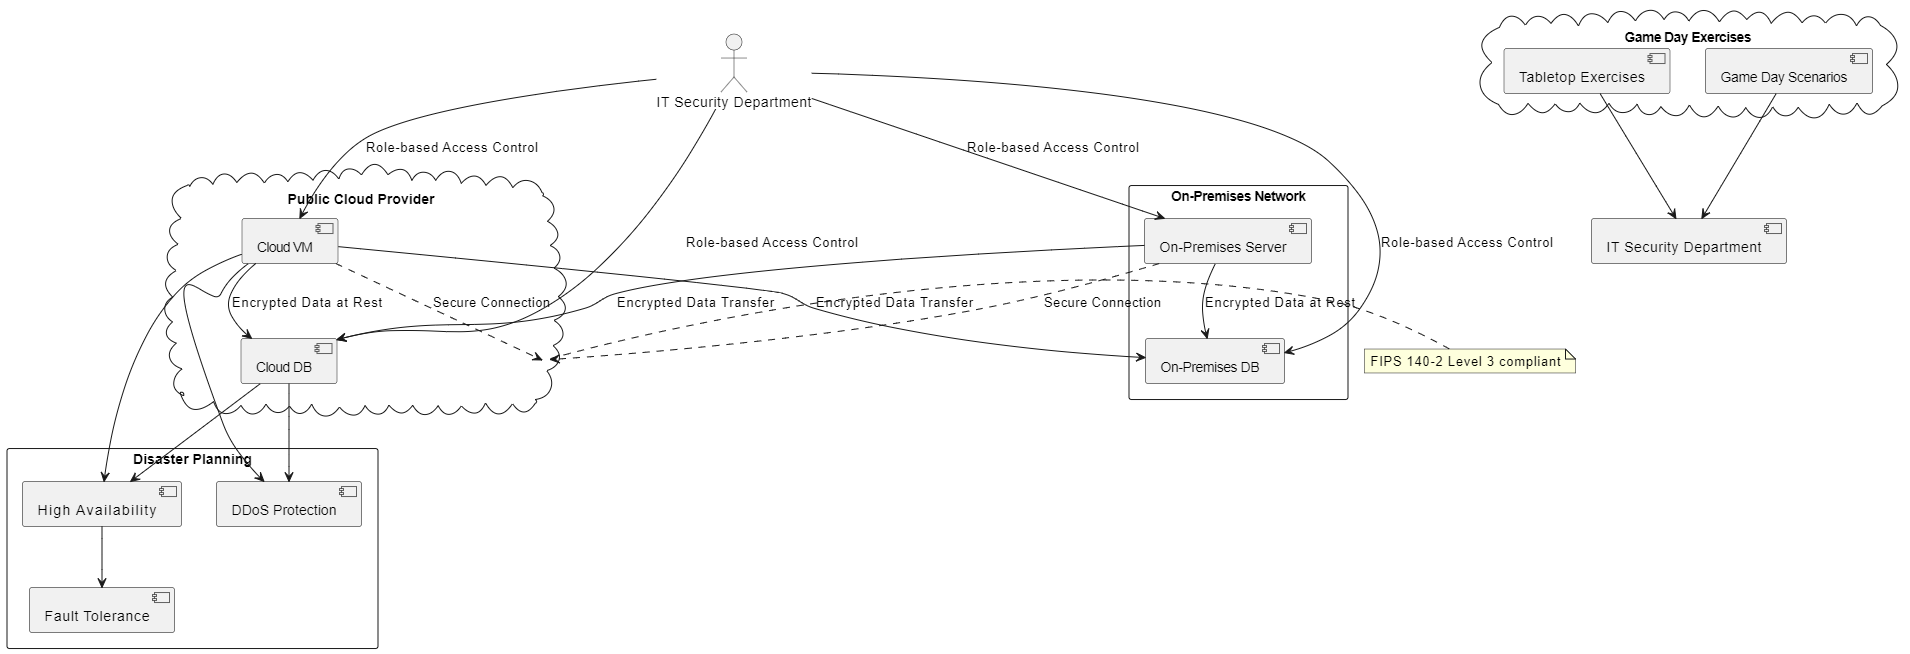 Game Day Exercises
Tabletop Exercises
Game Day Scenarios
IT Security Department
Role-based Access Control
Role-based Access Control
Public Cloud Provider
On-Premises Network
Cloud VM
Role-based Access Control
On-Premises Server
Role-based Access Control
IT Security Department
Encrypted Data at Rest
Secure Connection
Encrypted Data Transfer
Encrypted Data Transfer
Secure Connection
Encrypted Data at Rest
Cloud DB
On-Premises DB
FIPS 140-2 Level 3 compliant
Disaster Planning
High Availability
DDoS Protection
Fault Tolerance